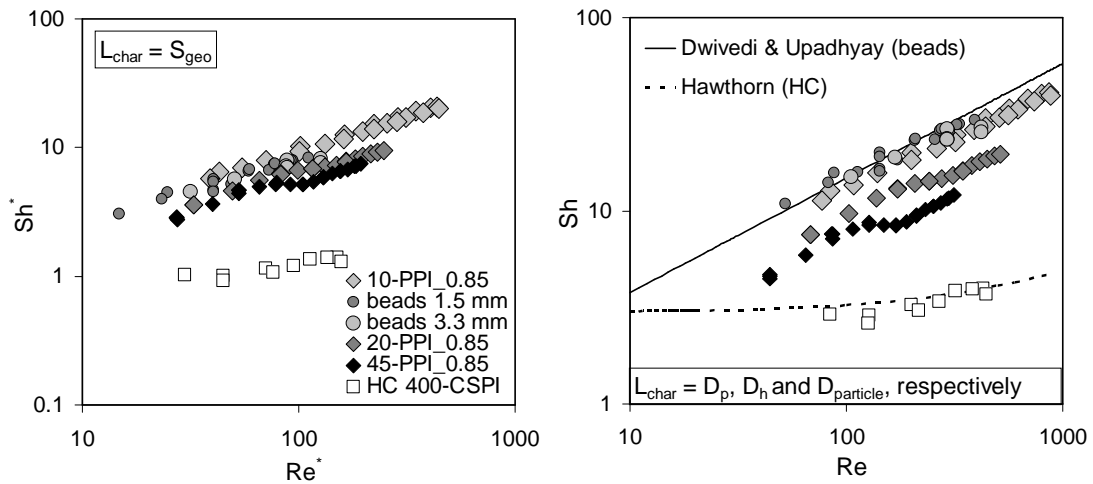 100
10
1
0.1
Sh*
L_char = S_geo
10-PPI_0.85
beads 1.5 mm
beads 3.3 mm
20-PPI_0.85
45-PPI_0.85
HC 400-CSPI
10
100
1000
Re*
100
10
1
Sh
Dwivedi & Upadhyay (beads)
Hawthorn (HC)
L_char = D_p, D_h and D_particle, respectively
10
100
1000
Re